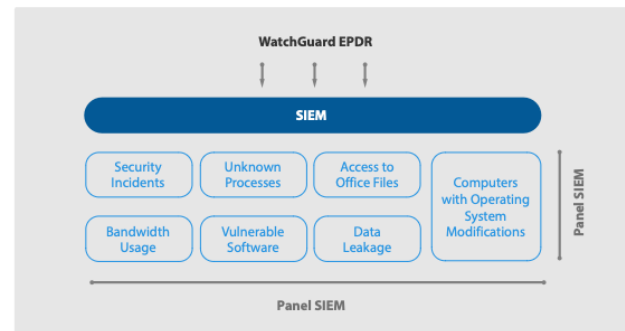 WatchGuard EPDR
SIEM
Security
Incidents
Unknown
Processes
Access to
Office Files
Computers
with Operating
System
Modifications
Bandwidth
Usage
Vulnerable
Software
Data
Leakage
Panel SIEM
Panel SIEM